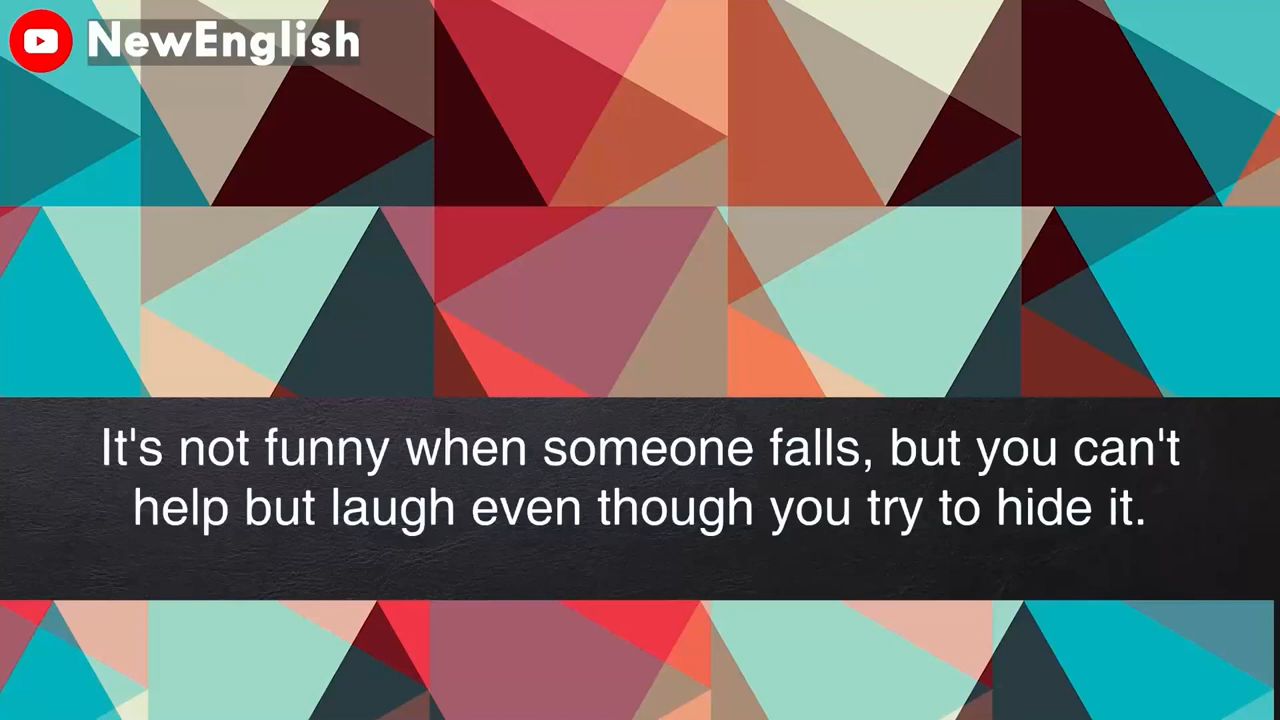 NewEnglish
It's not funny when someone falls, but you can't
help but laugh even though you try to hide it.